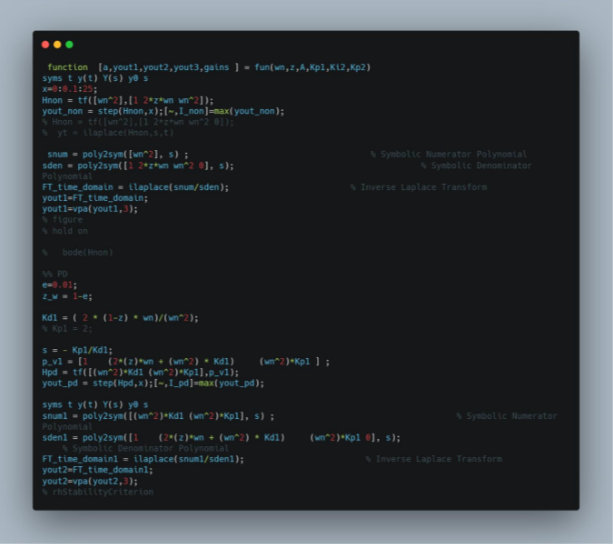 function [a,yout1,yout2,yout3,gains ] = fun(wn,z,A,Kp1,Ki2,Kp2)
syms t y(t) Y(s) y0 s
x=0:0.1:25;
Hnon = tf([wn^2],[1 2*z*wn wn^2]);
yout_non = step(Hnon,x);[~,I_non]=max(yout_non);
% Hnon = tf([wn^2],[1 2*z*wn wn^2 0]);
% yt = ilaplace(Hnon,s,t)
snum = poly2sym([wn^2], s) ; % Symbolic Numerator Polynomial
sden = poly2sym([1 2*z*wn wn^2 0], s); % Symbolic Denominator
Polynomial
FT_time_domain = ilaplace(snum/sden); % Inverse Laplace Transform
yout1=FT_time_domain;
yout1=vpa(yout1,3);
% figure
% hold on
% bode(Hnon)
%% PD
e=0.01;
z_w = 1-e;
Kd1 = ( 2 * (1-z) * wn)/(wn^2);
% Kp1 = 2;
s = - Kp1/Kd1;
p_v1 = [1 (2*(z)*wn + (wn^2) * Kd1) (wn^2)*Kp1 ] ;
Hpd = tf([(wn^2)*Kd1 (wn^2)*Kp1],p_v1);
yout_pd = step(Hpd,x);[~,I_pd]=max(yout_pd);
syms t y(t) Y(s) y0 s
snum1 = poly2sym([(wn^2)*Kd1 (wn^2)*Kp1], s) ; % Symbolic Numerator
Polynomial
sden1 = poly2sym([1 (2*(z)*wn + (wn^2) * Kd1) (wn^2)*Kp1 0], s);
% Symbolic Denominator Polynomial
FT_time_domain1 = ilaplace(snum1/sden1); % Inverse Laplace Transform
yout2=FT_time_domain1;
yout2=vpa(yout2,3);
% rhStabilityCriterion